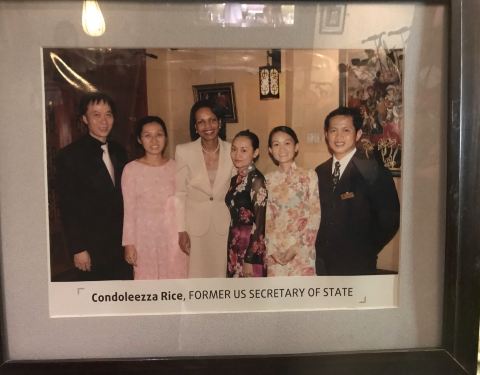 Condoleezza Rice, FORMER US SECRETARY OF STATE